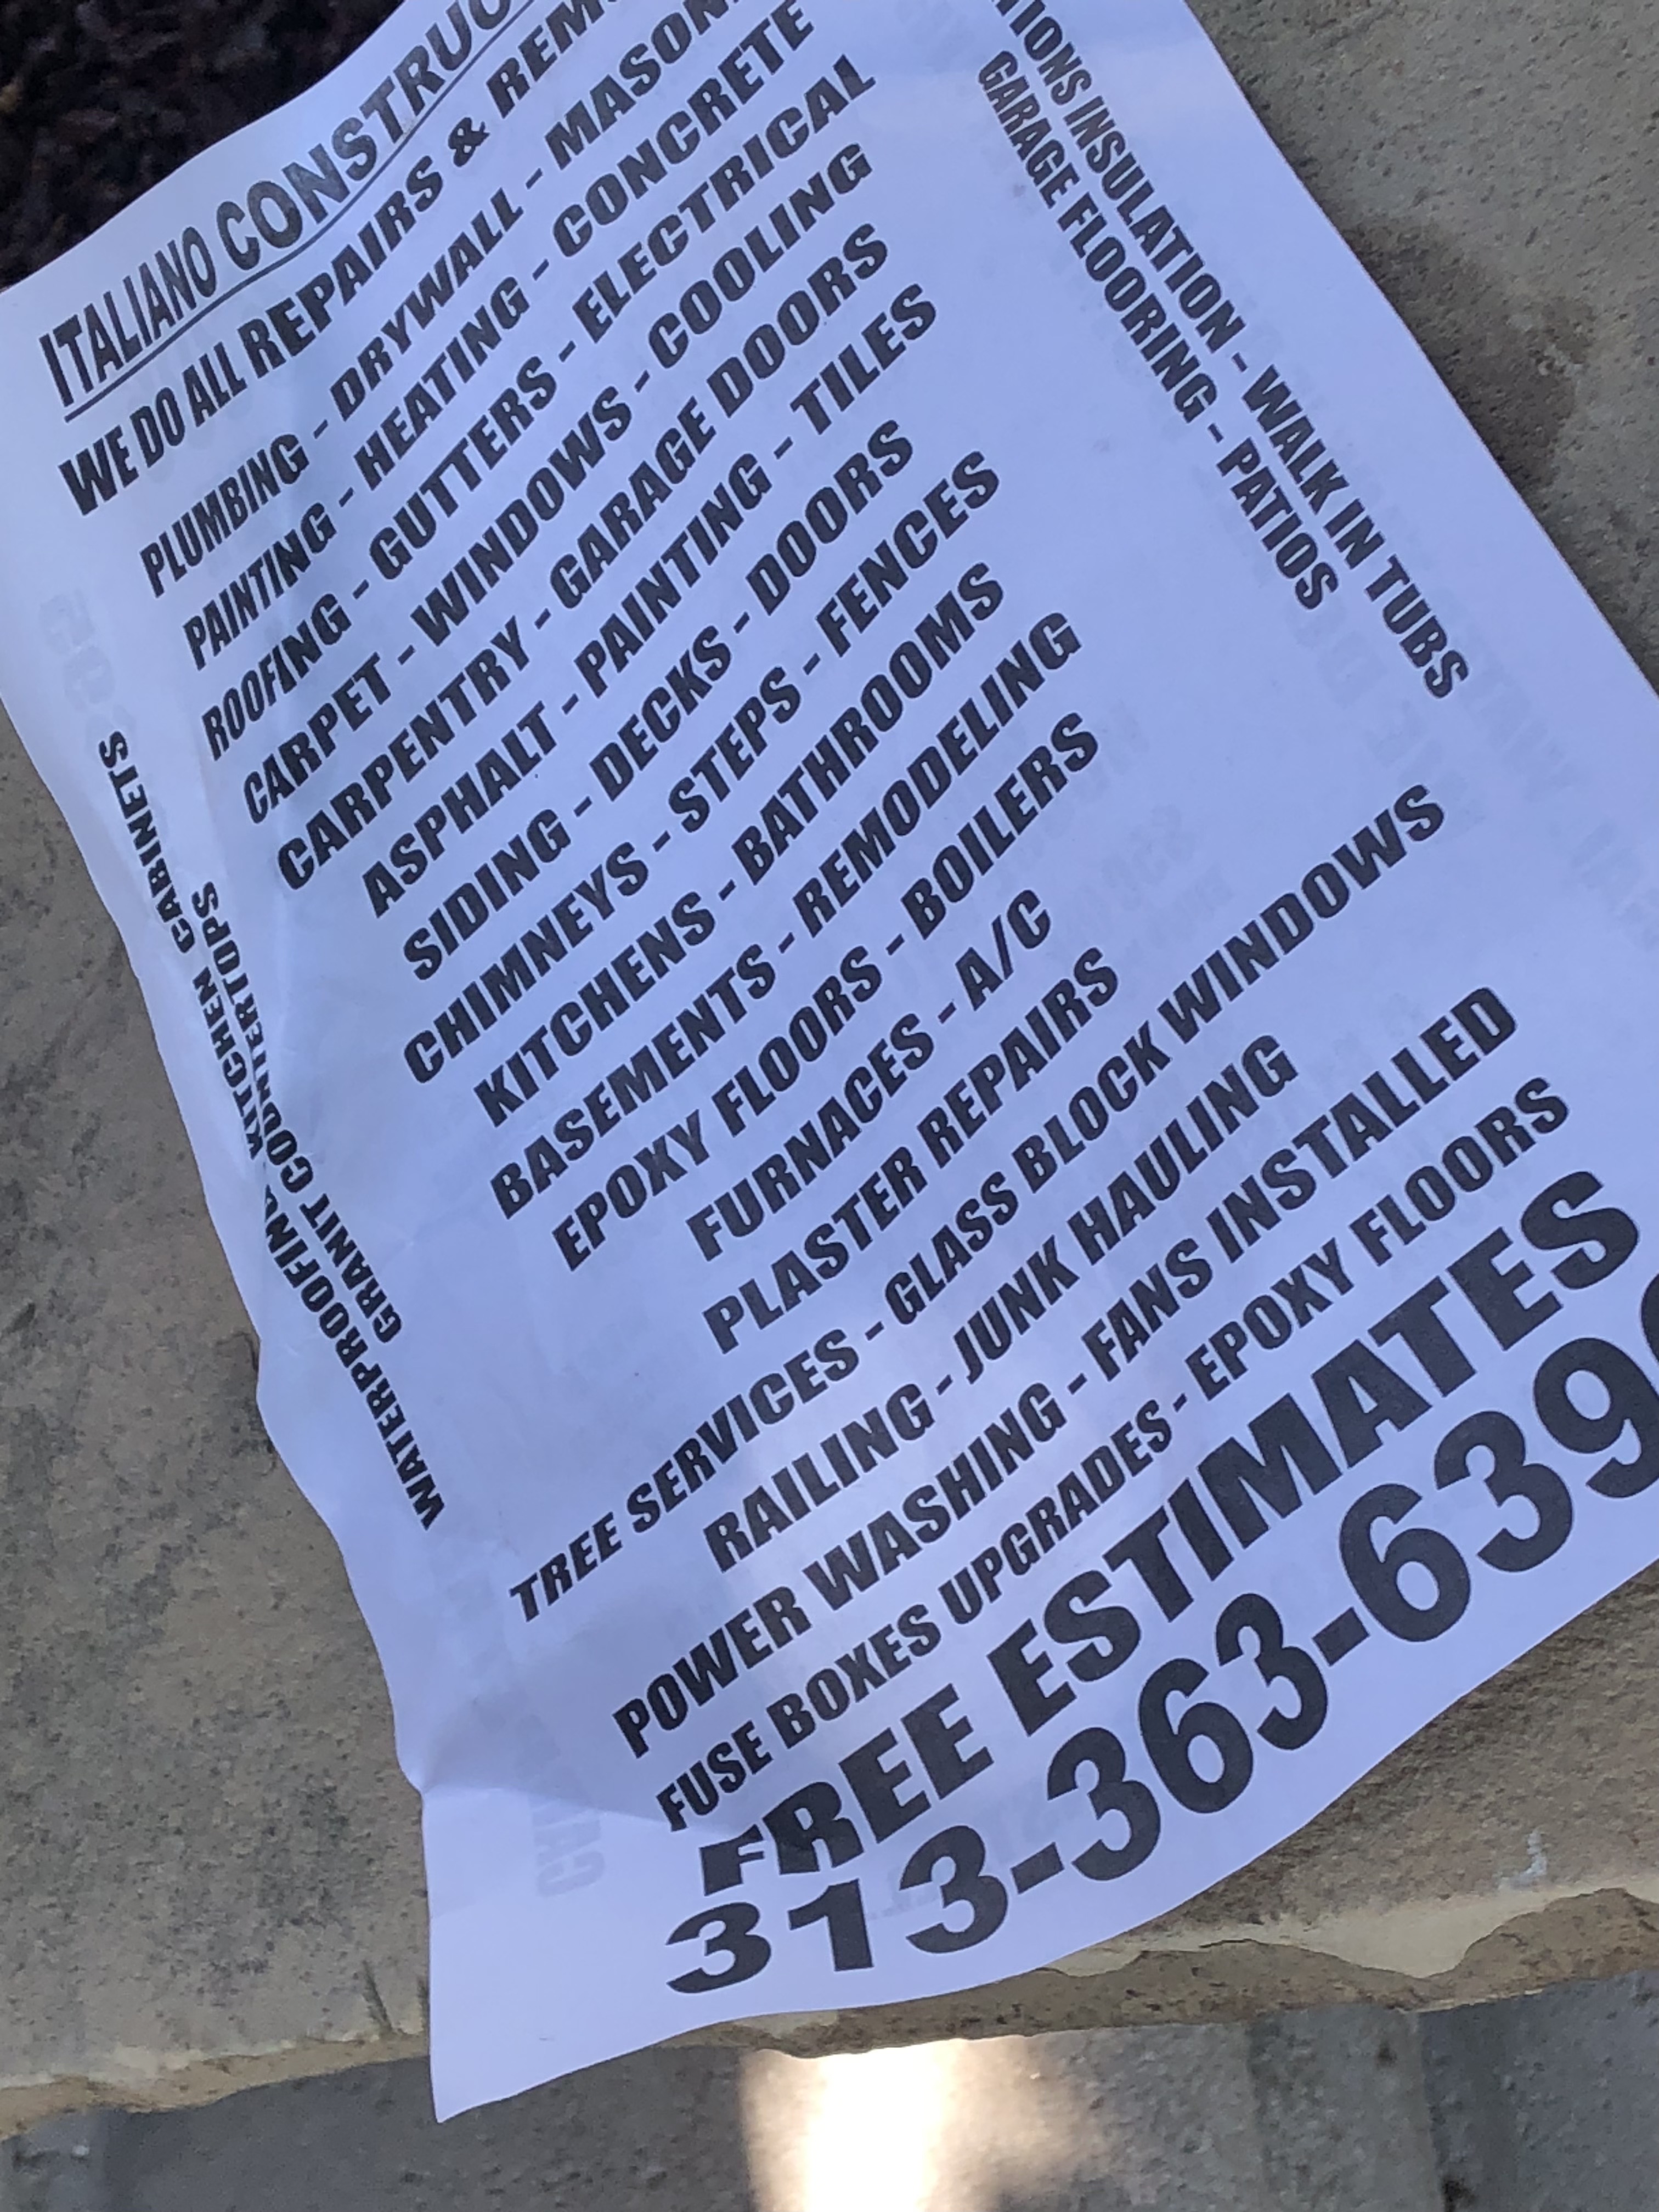 ITALIANO CONSTRUC
WE DO ALL REPAIRS & REM
PLUMBING - DRYWALL - MASON
PAINTING - HEATING - CONCRETE
ROOFING - GUTTERS - ELECTRICAL
CARPET - WINDOWS - COOLING
CARPENTRY - GARAGE DOORS
ASPHALT - PAINTING - TILES
SIDING - DECKS - DOORS
CHIMNEYS - STEPS - FENCES
KITCHENS - BATHROOMS
BASEMENTS - REMODELING
EPOXY FLOORS - BOILERS
FURNACES - A/C
PLASTER REPAIRS
TREE SERVICES - GLASS BLOCK WINDOWS
RAILING - JUNK HAULING
POWER WASHING - FANS INSTALLED
FUSE BOXES UPGRADES - EPOXY FLOORS
FREE ESTIMATES
313-363-639
WATERPROOFING KITCHEN CABINETS
GRANIT COUNTERTOPS
TIONS INSULATION - WALK IN TUBS
GARAGE FLOORING - PATIOS